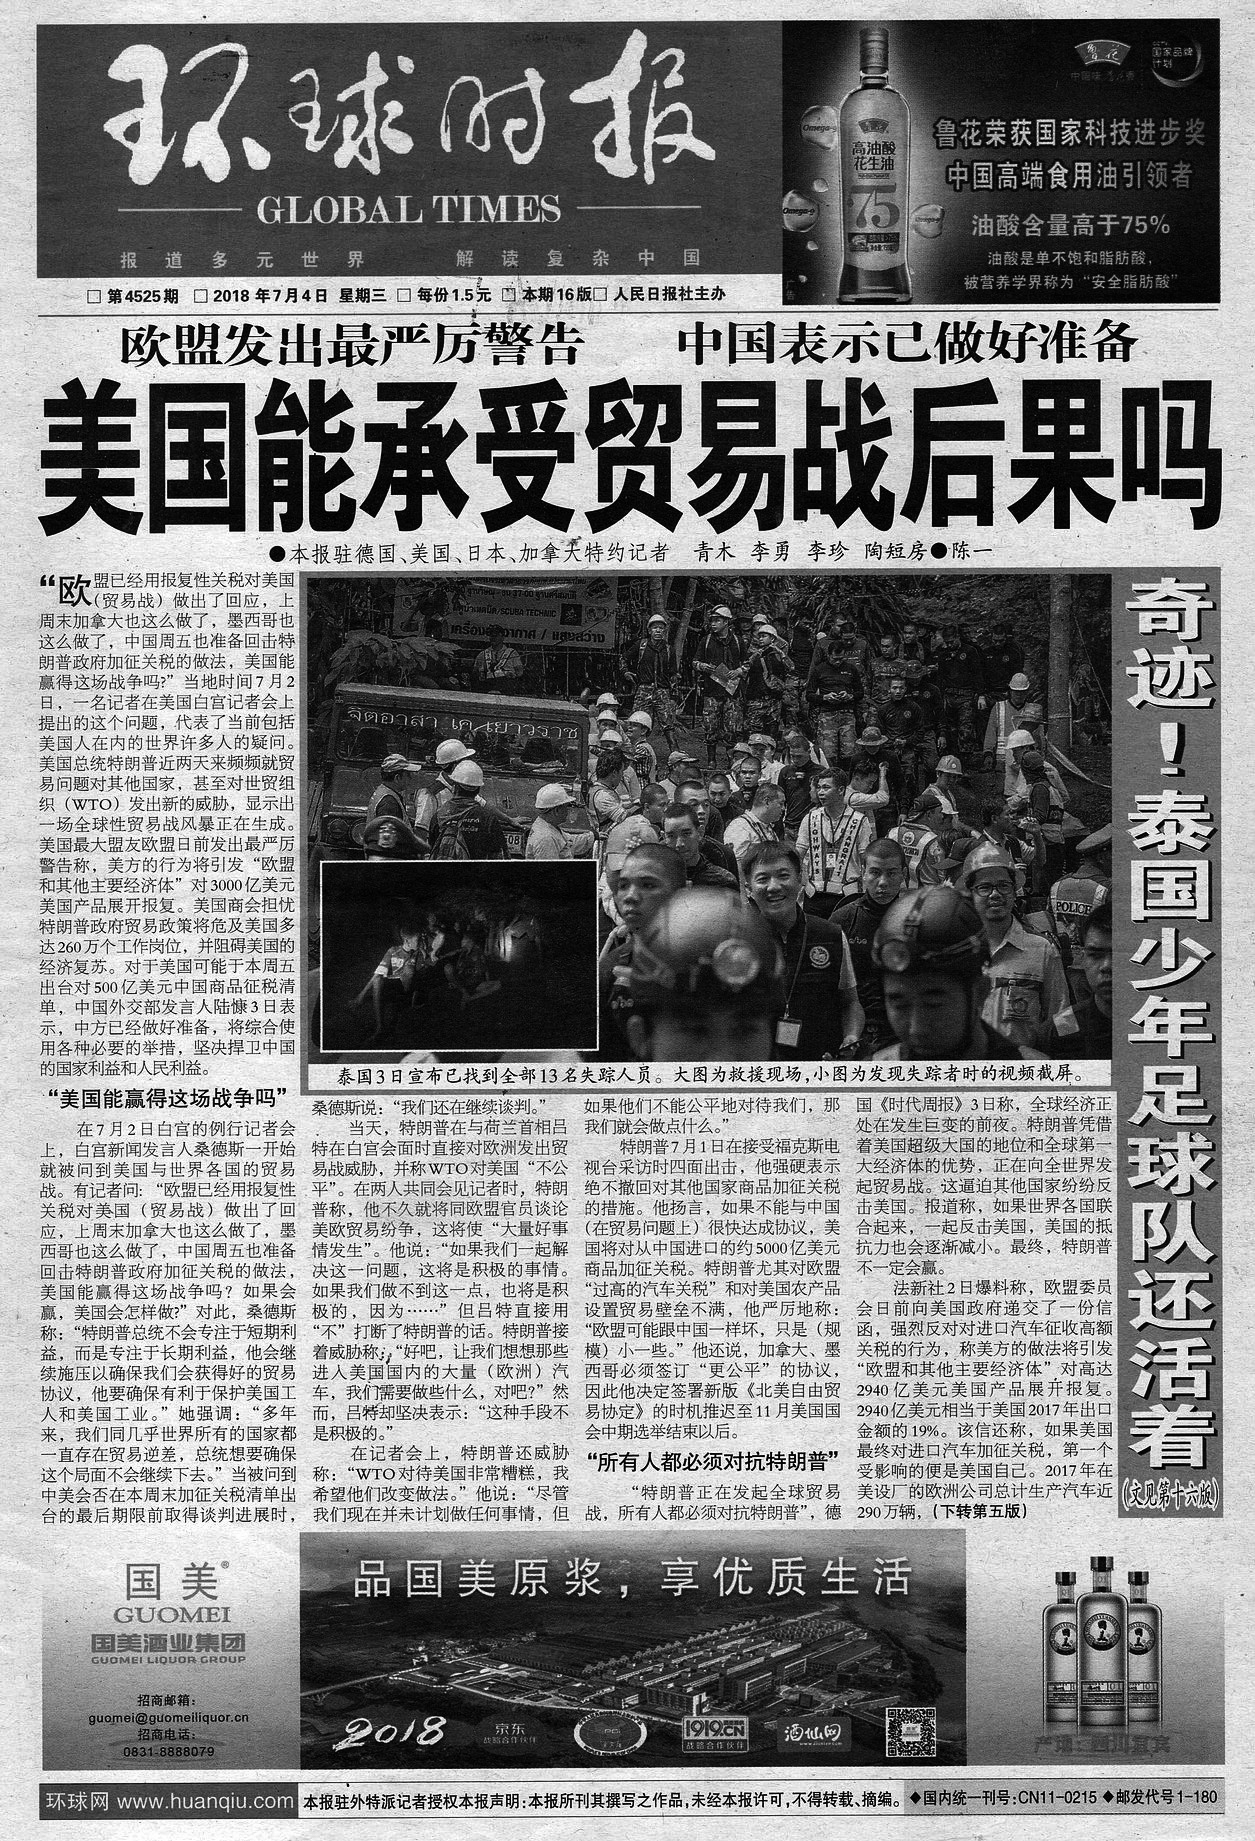 环球时报
GLOBAL TIMES
报道多元世界 解读复杂中国
鲁花
中国味
国家品牌
计划
Omega-9
Omega-9
Omega-9
高油酸
花生油
75
鲁花荣获国家科技进步奖
中国高端食用油引领者
油酸含量高于75%
油酸是单不饱和脂肪酸，
被营养学界称为“安全脂肪酸”
广告
□ 第4525期 □ 2018年7月4日 星期三 □ 每份1.5元 □ 本期16版□ 人民日报社主办
欧盟发出最严厉警告 中国表示已做好准备
美国能承受贸易战后果吗
●本报驻德国、美国、日本、加拿大特约记者 青木 李勇 李珍 陶短房●陈一
“欧盟已经用报复性关税对美国
（贸易战）做出了回应，上
周末加拿大也这么做了，墨西哥也
这么做了，中国周五也准备回击特
朗普政府加征关税的做法，美国能
赢得这场战争吗?”当地时间7月2
日，一名记者在美国白宫记者会上
提出的这个问题，代表了当前包括
美国人在内的世界许多人的疑问。
美国总统特朗普近两天来频频就贸
易问题对其他国家，甚至对世贸组
织（WTO）发出新的威胁，显示出
一场全球性贸易战风暴正在生成。
美国最大盟友欧盟日前发出最严厉
警告称，美方的行为将引发“欧盟
和其他主要经济体”对3000亿美元
美国产品展开报复。美国商会担忧
特朗普政府贸易政策将危及美国多
达260万个工作岗位，并阻碍美国的
经济复苏。对于美国可能于本周五
出台对500亿美元中国商品征税清
单，中国外交部发言人陆慷3日表
示，中方已经做好准备，将综合使
用各种必要的举措，坚决捍卫中国
的国家利益和人民利益。
“美国能赢得这场战争吗”
在7月2日白宫的例行记者会
上，白宫新闻发言人桑德斯一开始
就被问到美国与世界各国的贸易
战。有记者问：“欧盟已经用报复性
关税对美国（贸易战）做出了回
应，上周末加拿大也这么做了，墨
西哥也这么做了，中国周五也准备
回击特朗普政府加征关税的做法，
美国能赢得这场战争吗？如果会
赢，美国会怎样做?”对此，桑德斯
称：“特朗普总统不会专注于短期利
益，而是专注于长期利益，他会继
续施压以确保我们会获得好的贸易
协议，他要确保有利于保护美国工
人和美国工业。”她强调：“多年
来，我们同几乎世界所有的国家都
一直存在贸易逆差，总统想要确保
这个局面不会继续下去。”当被问到
中美会否在本周末加征关税清单出
台的最后期限前取得谈判进展时，
เครื่องอัดอากาศ / แสงสว่าง
จิตอาสา เค เยาวราช
HIGHWAYS
CHIANGRAI
POLICE
泰国3日宣布已找到全部13名失踪人员。大图为救援现场，小图为发现失踪者时的视频截屏。
桑德斯说：“我们还在继续谈判。”
当天，特朗普在与荷兰首相吕
特在白宫会面时直接对欧洲发出贸
易战威胁，并称WTO对美国“不公
平”。在两人共同会见记者时，特朗
普称，他不久就将同欧盟官员谈论
美欧贸易纷争，这将使“大量好事
情发生”。他说：“如果我们一起解
决这一问题，这将是积极的事情。
如果我们做不到这一点，也将是积
极的，因为……”但吕特直接用
“不”打断了特朗普的话。特朗普接
着威胁称：“好吧，让我们想想那些
进入美国国内的大量（欧洲）汽
车，我们需要做些什么，对吧?”然
而，吕特却坚决表示：“这种手段不
是积极的。”
在记者会上，特朗普还威胁
称：“WTO对待美国非常糟糕，我
希望他们改变做法。”他说：“尽管
我们现在并未计划做任何事情，但
如果他们不能公平地对待我们，那
我们就会做点什么。”
特朗普7月1日在接受福克斯电
视台采访时四面出击，他强硬表示
绝不撤回对其他国家商品加征关税
的措施。他扬言，如果不能与中国
（在贸易问题上）很快达成协议，美
国将对从中国进口的约5000亿美元
商品加征关税。特朗普尤其对欧盟
“过高的汽车关税”和对美国农产品
设置贸易壁垒不满，他严厉地称：
“欧盟可能跟中国一样坏，只是（规
模）小一些。”他还说，加拿大、墨
西哥必须签订“更公平”的协议，
因此他决定签署新版《北美自由贸
易协定》的时机推迟至11月美国国
会中期选举结束以后。
“所有人都必须对抗特朗普”
“特朗普正在发起全球贸易
战，所有人都必须对抗特朗普”，德
国《时代周报》3日称，全球经济正
处在发生巨变的前夜。特朗普凭借
着美国超级大国的地位和全球第一
大经济体的优势，正在向全世界发
起贸易战。这逼迫其他国家纷纷反
击美国。报道称，如果世界各国联
合起来，一起反击美国，美国的抵
抗力也会逐渐减小。最终，特朗普
不一定会赢。
法新社2日爆料称，欧盟委员
会日前向美国政府递交了一份信
函，强烈反对对进口汽车征收高额
关税的行为，称美方的做法将引发
“欧盟和其他主要经济体”对高达
2940亿美元美国产品展开报复。
2940亿美元相当于美国2017年出口
金额的19%。该信还称，如果美国
最终对进口汽车加征关税，第一个
受影响的便是美国自己。2017年在
美设厂的欧洲公司总计生产汽车近
290万辆，（下转第五版）
奇迹！泰国少年足球队还活着
（文见第十六版）
国美®
GUOMEI
国美酒业集团
GUOMEI LIQUOR GROUP
招商邮箱：
guomei@guomeiliquor.cn
招商电话：
0831-8888079
品国美原浆，享优质生活
2018
京东
战略合作伙伴
1919.CN
战略合作伙伴
酒仙网
产地：四川宜宾
环球网 www.huanqiu.com
本报驻外特派记者授权本报声明：本报所刊其撰写之作品，未经本报许可，不得转载、摘编。
◆国内统一刊号：CN11-0215 ◆邮发代号1-180